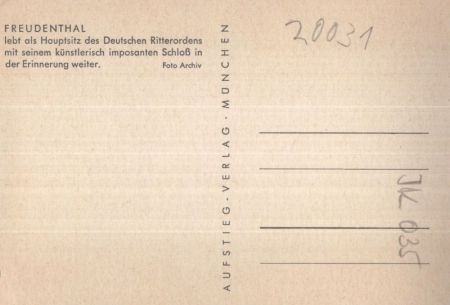 FREUDENTHAL
lebt als Hauptsitz des Deutschen Ritterordens
mit seinem künstlerisch imposanten Schloß in
der Erinnerung weiter. Foto Archiv
AUFSTIEG-VERLAG · MÜNCHEN
20031
JK 035